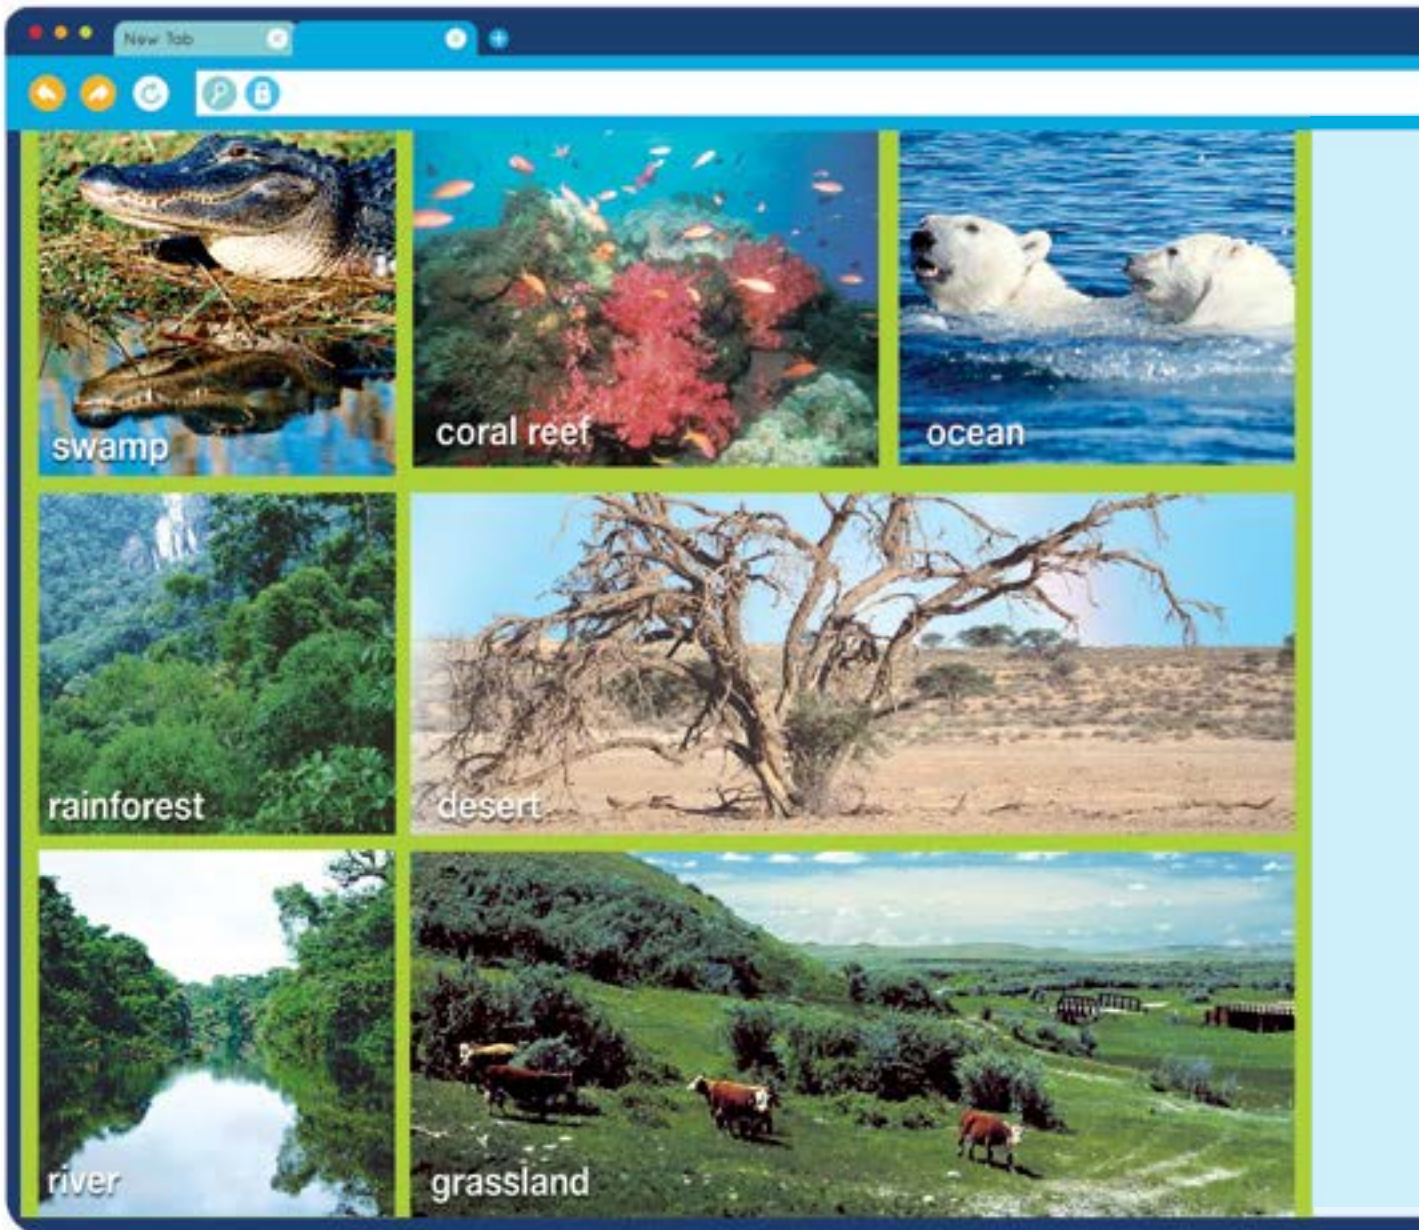 New Tab
swamp
coral reef
ocean
rainforest
desert
river
grassland